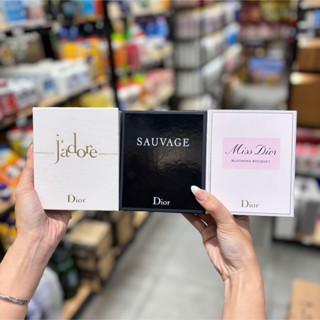 j'adore
Dior
SAUVAGE
Dior
Miss Dior
BLOOMING BOUQUET
Dior